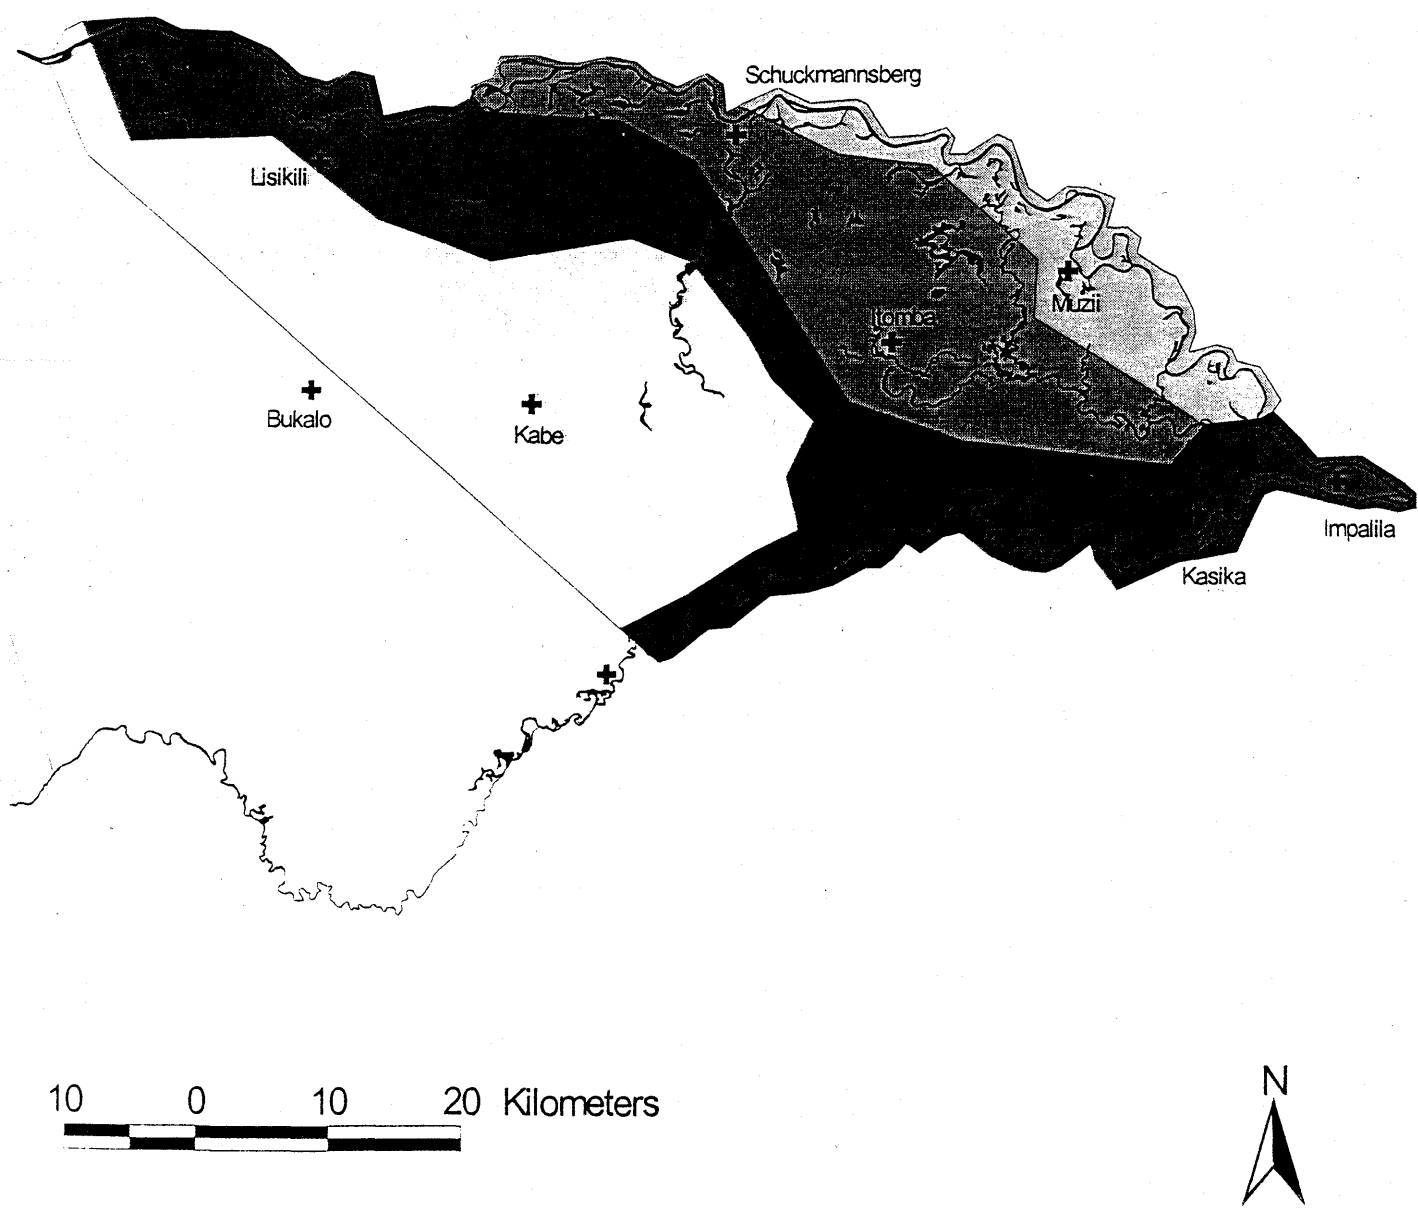 Schuckmannsberg
Lisikili
Muzii
Itomba
Bukalo
Kabe
Impalila
Kasika
N
10 0 10 20 Kilometers